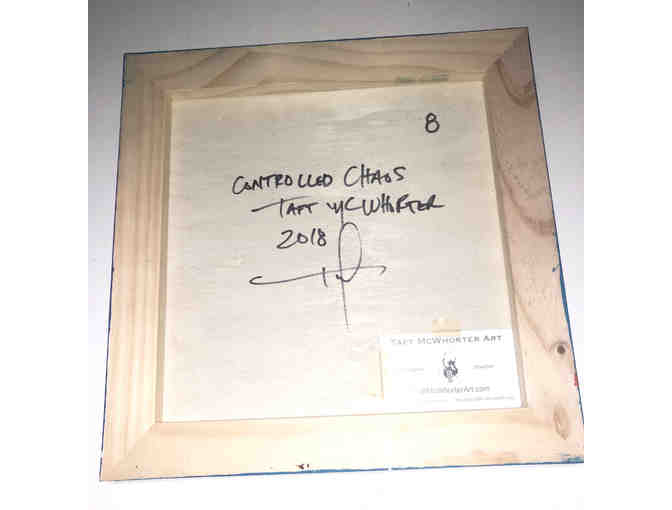 8
CONTROLLED CHAOS
TAFT MCWHORTER
2018
TAFT MCWHORTER ART